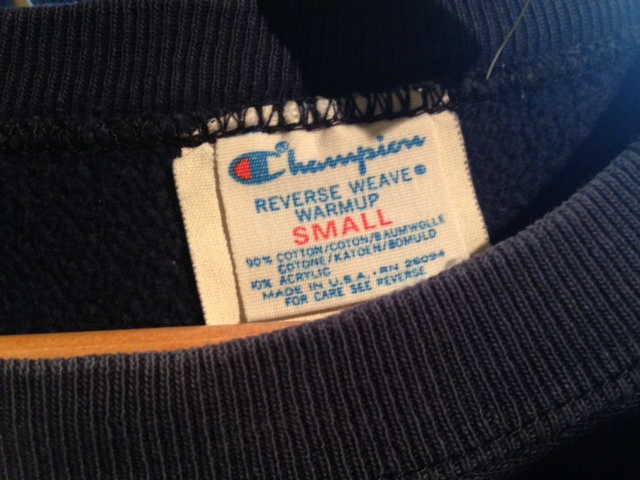 Champion®
REVERSE WEAVE®
WARMUP
SMALL
90% COTTON/COTON/BAUMWOLLE
COTONE/KATOEN/BOMULD
10% ACRYLIC
MADE IN U.S.A. · RN 26094
FOR CARE SEE REVERSE